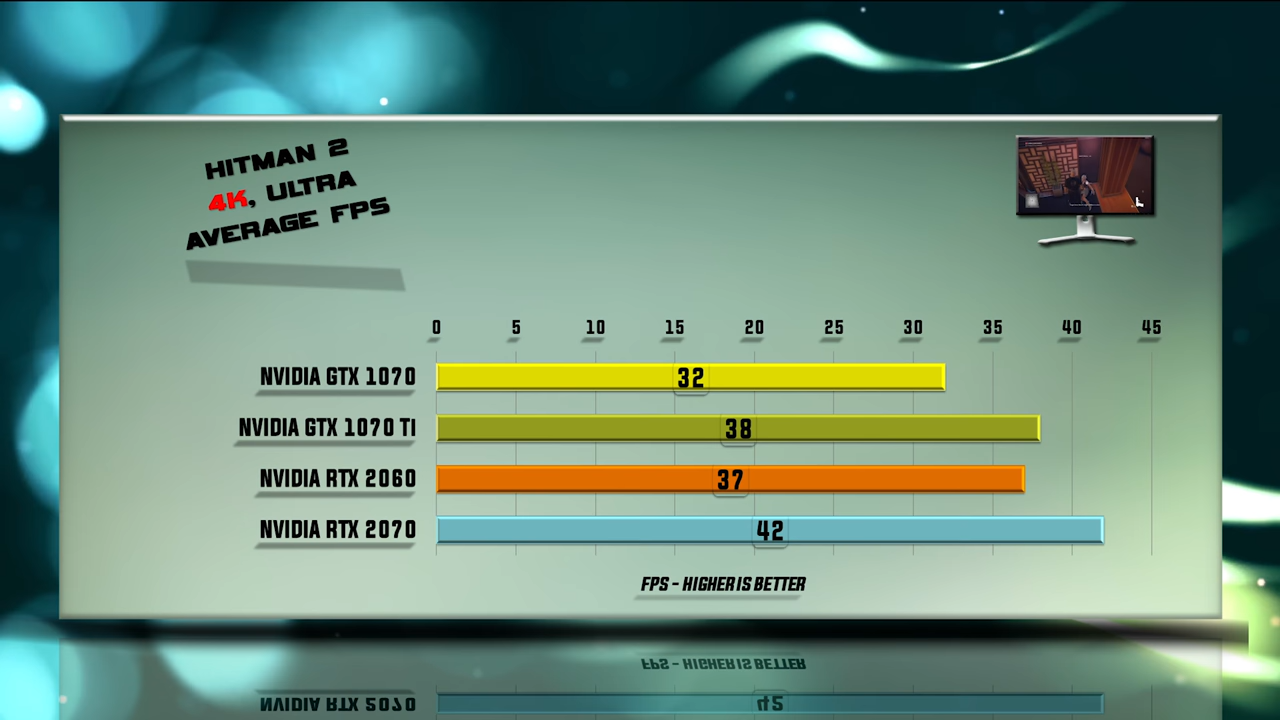 HITMAN 2
4K, ULTRA
AVERAGE FPS
0 5 10 15 20 25 30 35 40 45
NVIDIA GTX 1070 32
NVIDIA GTX 1070 TI 38
NVIDIA RTX 2060 37
NVIDIA RTX 2070 42
FPS - HIGHER IS BETTER